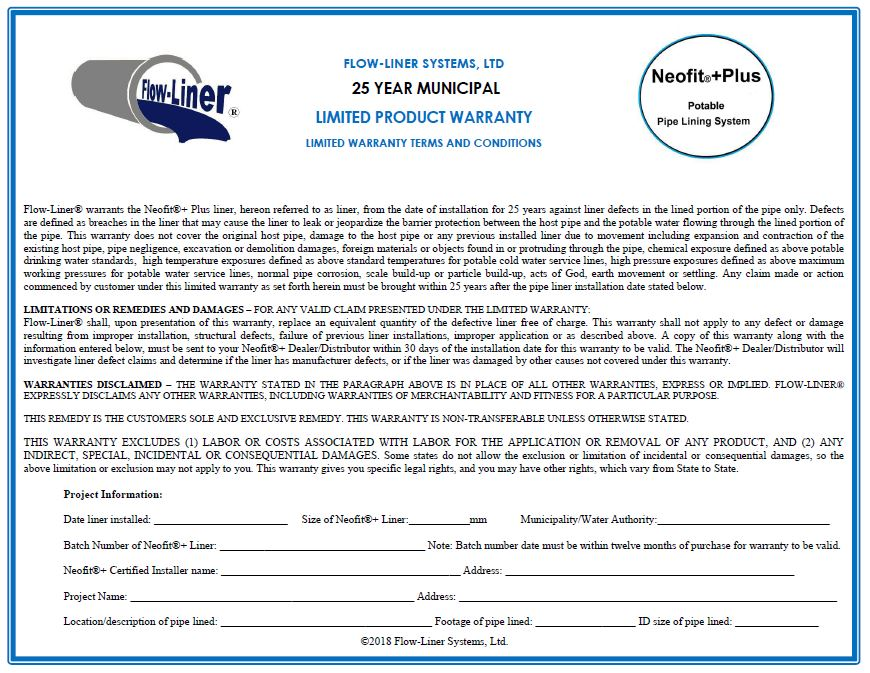 Flow-Liner
®
FLOW-LINER SYSTEMS, LTD
25 YEAR MUNICIPAL
LIMITED PRODUCT WARRANTY
LIMITED WARRANTY TERMS AND CONDITIONS
Neofit®+Plus
Potable
Pipe Lining System
Flow-Liner® warrants the Neofit®+ Plus liner, hereon referred to as liner, from the date of installation for 25 years against liner defects in the lined portion of the pipe only. Defects
are defined as breaches in the liner that may cause the liner to leak or jeopardize the barrier protection between the host pipe and the potable water flowing through the lined portion of
the pipe. This warranty does not cover the original host pipe, damage to the host pipe or any previous installed liner due to movement including expansion and contraction of the
existing host pipe, pipe negligence, excavation or demolition damages, foreign materials or objects found in or protruding through the pipe, chemical exposure defined as above potable
drinking water standards, high temperature exposures defined as above standard temperatures for potable cold water service lines, high pressure exposures defined as above maximum
working pressures for potable water service lines, normal pipe corrosion, scale build-up or particle build-up, acts of God, earth movement or settling. Any claim made or action
commenced by customer under this limited warranty as set forth herein must be brought within 25 years after the pipe liner installation date stated below.
LIMITATIONS OR REMEDIES AND DAMAGES – FOR ANY VALID CLAIM PRESENTED UNDER THE LIMITED WARRANTY:
Flow-Liner® shall, upon presentation of this warranty, replace an equivalent quantity of the defective liner free of charge. This warranty shall not apply to any defect or damage
resulting from improper installation, structural defects, failure of previous liner installations, improper application or as described above. A copy of this warranty along with the
information entered below, must be sent to your Neofit®+ Dealer/Distributor within 30 days of the installation date for this warranty to be valid. The Neofit®+ Dealer/Distributor will
investigate liner defect claims and determine if the liner has manufacturer defects, or if the liner was damaged by other causes not covered under this warranty.
WARRANTIES DISCLAIMED – THE WARRANTY STATED IN THE PARAGRAPH ABOVE IS IN PLACE OF ALL OTHER WARRANTIES, EXPRESS OR IMPLIED. FLOW-LINER®
EXPRESSLY DISCLAIMS ANY OTHER WARRANTIES, INCLUDING WARRANTIES OF MERCHANTABILITY AND FITNESS FOR A PARTICULAR PURPOSE.
THIS REMEDY IS THE CUSTOMERS SOLE AND EXCLUSIVE REMEDY. THIS WARRANTY IS NON-TRANSFERABLE UNLESS OTHERWISE STATED.
THIS WARRANTY EXCLUDES (1) LABOR OR COSTS ASSOCIATED WITH LABOR FOR THE APPLICATION OR REMOVAL OF ANY PRODUCT, AND (2) ANY
INDIRECT, SPECIAL, INCIDENTAL OR CONSEQUENTIAL DAMAGES. Some states do not allow the exclusion or limitation of incidental or consequential damages, so the
above limitation or exclusion may not apply to you. This warranty gives you specific legal rights, and you may have other rights, which vary from State to State.
Project Information:
Date liner installed: ________________________ Size of Neofit®+ Liner:___________mm Municipality/Water Authority:_______________________________
Batch Number of Neofit®+ Liner: _____________________________________ Note: Batch number date must be within twelve months of purchase for warranty to be valid.
Neofit®+ Certified Installer name: ___________________________________________ Address: ____________________________________________________
Project Name: ___________________________________________________ Address: ____________________________________________________________________
Location/description of pipe lined: ______________________________________ Footage of pipe lined: __________________ ID size of pipe lined: _______________
©2018 Flow-Liner Systems, Ltd.